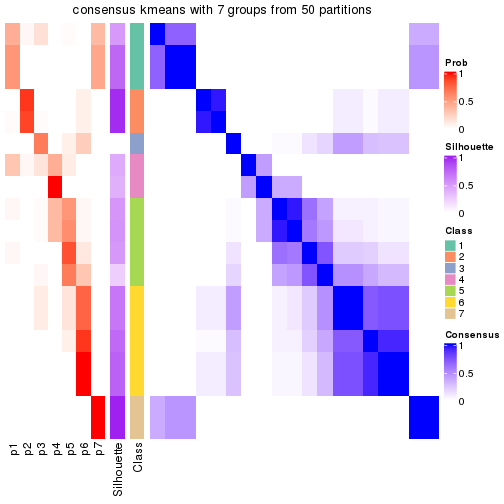 consensus kmeans with 7 groups from 50 partitions
Prob
1
0.5
0
Silhouette
1
0.5
0
Class
1
2
3
4
5
6
7
Consensus
1
0.5
0
p1
p2
p3
p4
p5
p6
p7
Silhouette
Class